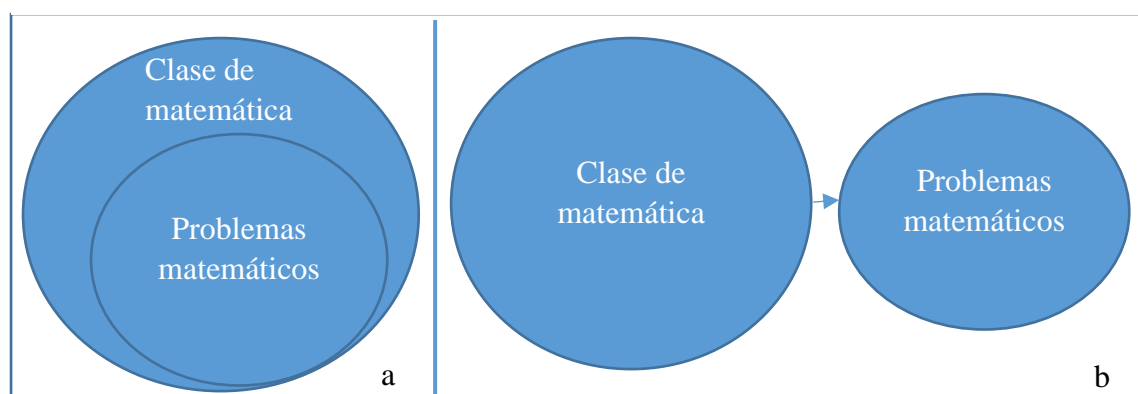 Clase de
matemática
Problemas
matemáticos
a
Clase de
matemática
Problemas
matemáticos
b